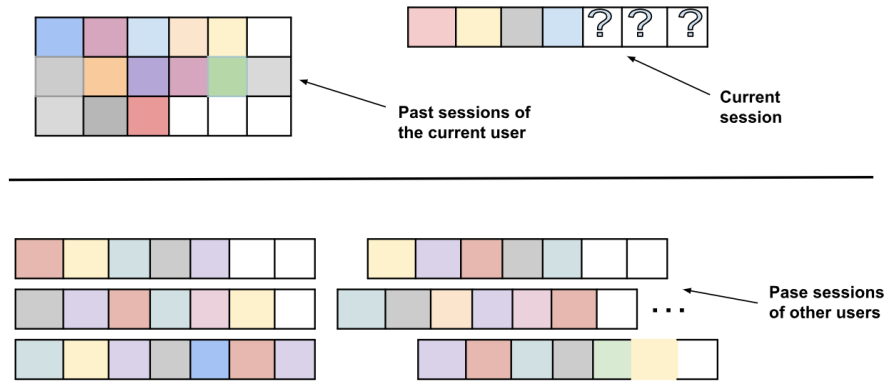 ? ? ?
Past sessions of
the current user
Current
session
Pase sessions
of other users
...